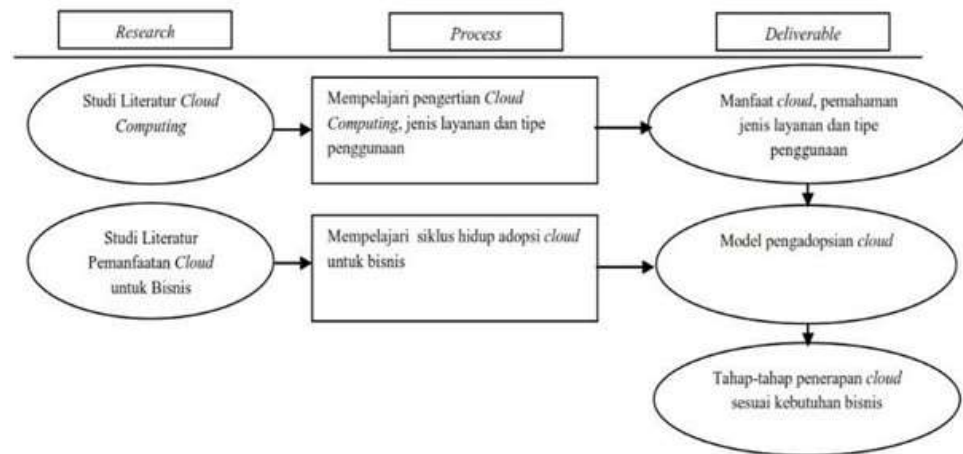 Research
Process
Deliverable
Studi Literatur Cloud
Computing
Mempelajari pengertian Cloud
Computing, jenis layanan dan tipe
penggunaan
Manfaat cloud, pemahaman
jenis layanan dan tipe
penggunaan
Studi Literatur
Pemanfaatan Cloud
untuk Bisnis
Mempelajari siklus hidup adopsi cloud
untuk bisnis
Model pengadopsian cloud
Tahap-tahap penerapan cloud
sesuai kebutuhan bisnis